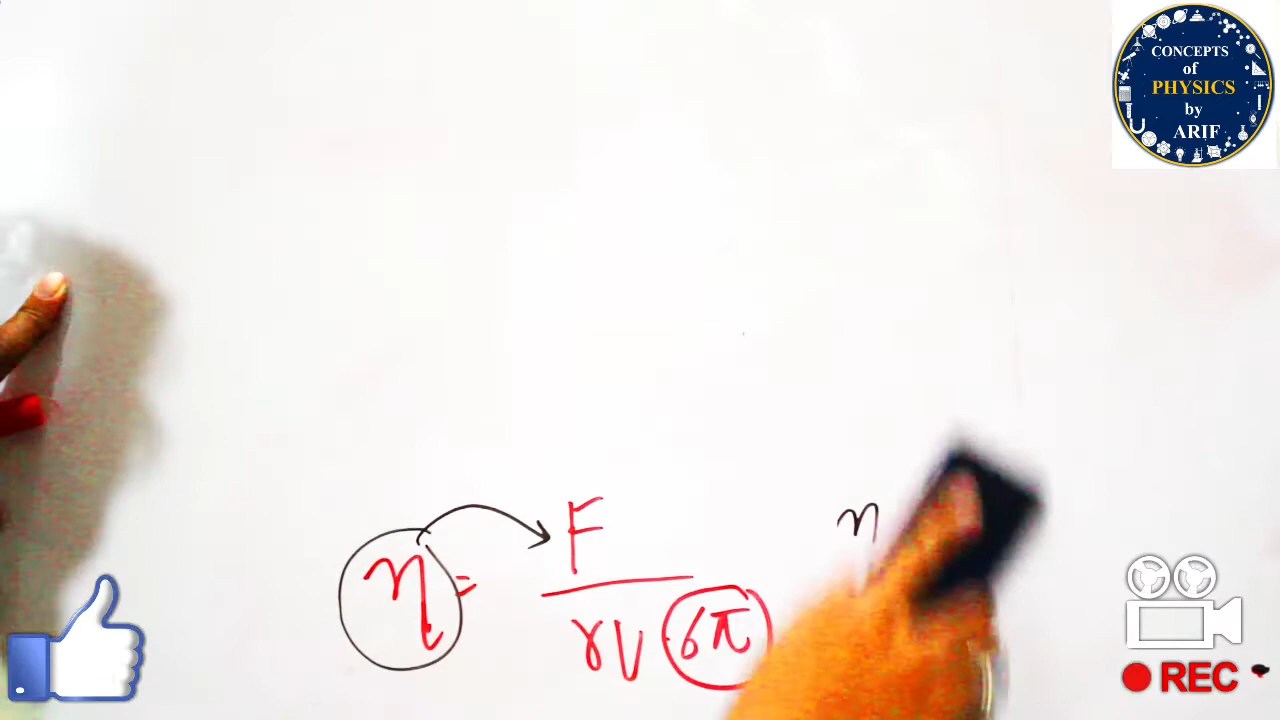 CONCEPTS
of
PHYSICS
by
ARIF
η = F / rv 6π
η
REC